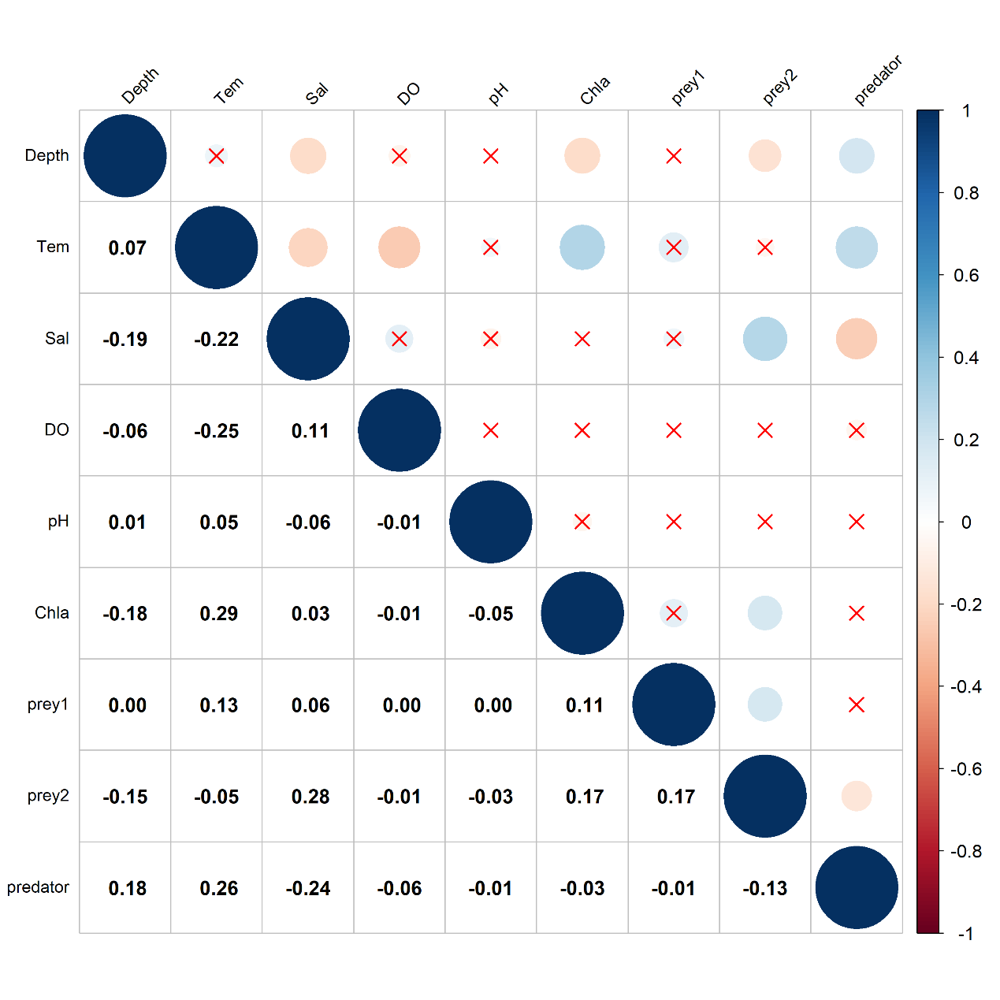 Depth Tem Sal DO pH Chla prey1 prey2 predator
1
Depth
0.8
Tem 0.07
0.6
Sal -0.19 -0.22
0.4
DO -0.06 -0.25 0.11
0.2
pH 0.01 0.05 -0.06 -0.01
0
-0.2
Chla -0.18 0.29 0.03 -0.01 -0.05
-0.4
prey1 0.00 0.13 0.06 0.00 0.00 0.11
-0.6
prey2 -0.15 -0.05 0.28 -0.01 -0.03 0.17 0.17
-0.8
predator 0.18 0.26 -0.24 -0.06 -0.01 -0.03 -0.01 -0.13
-1